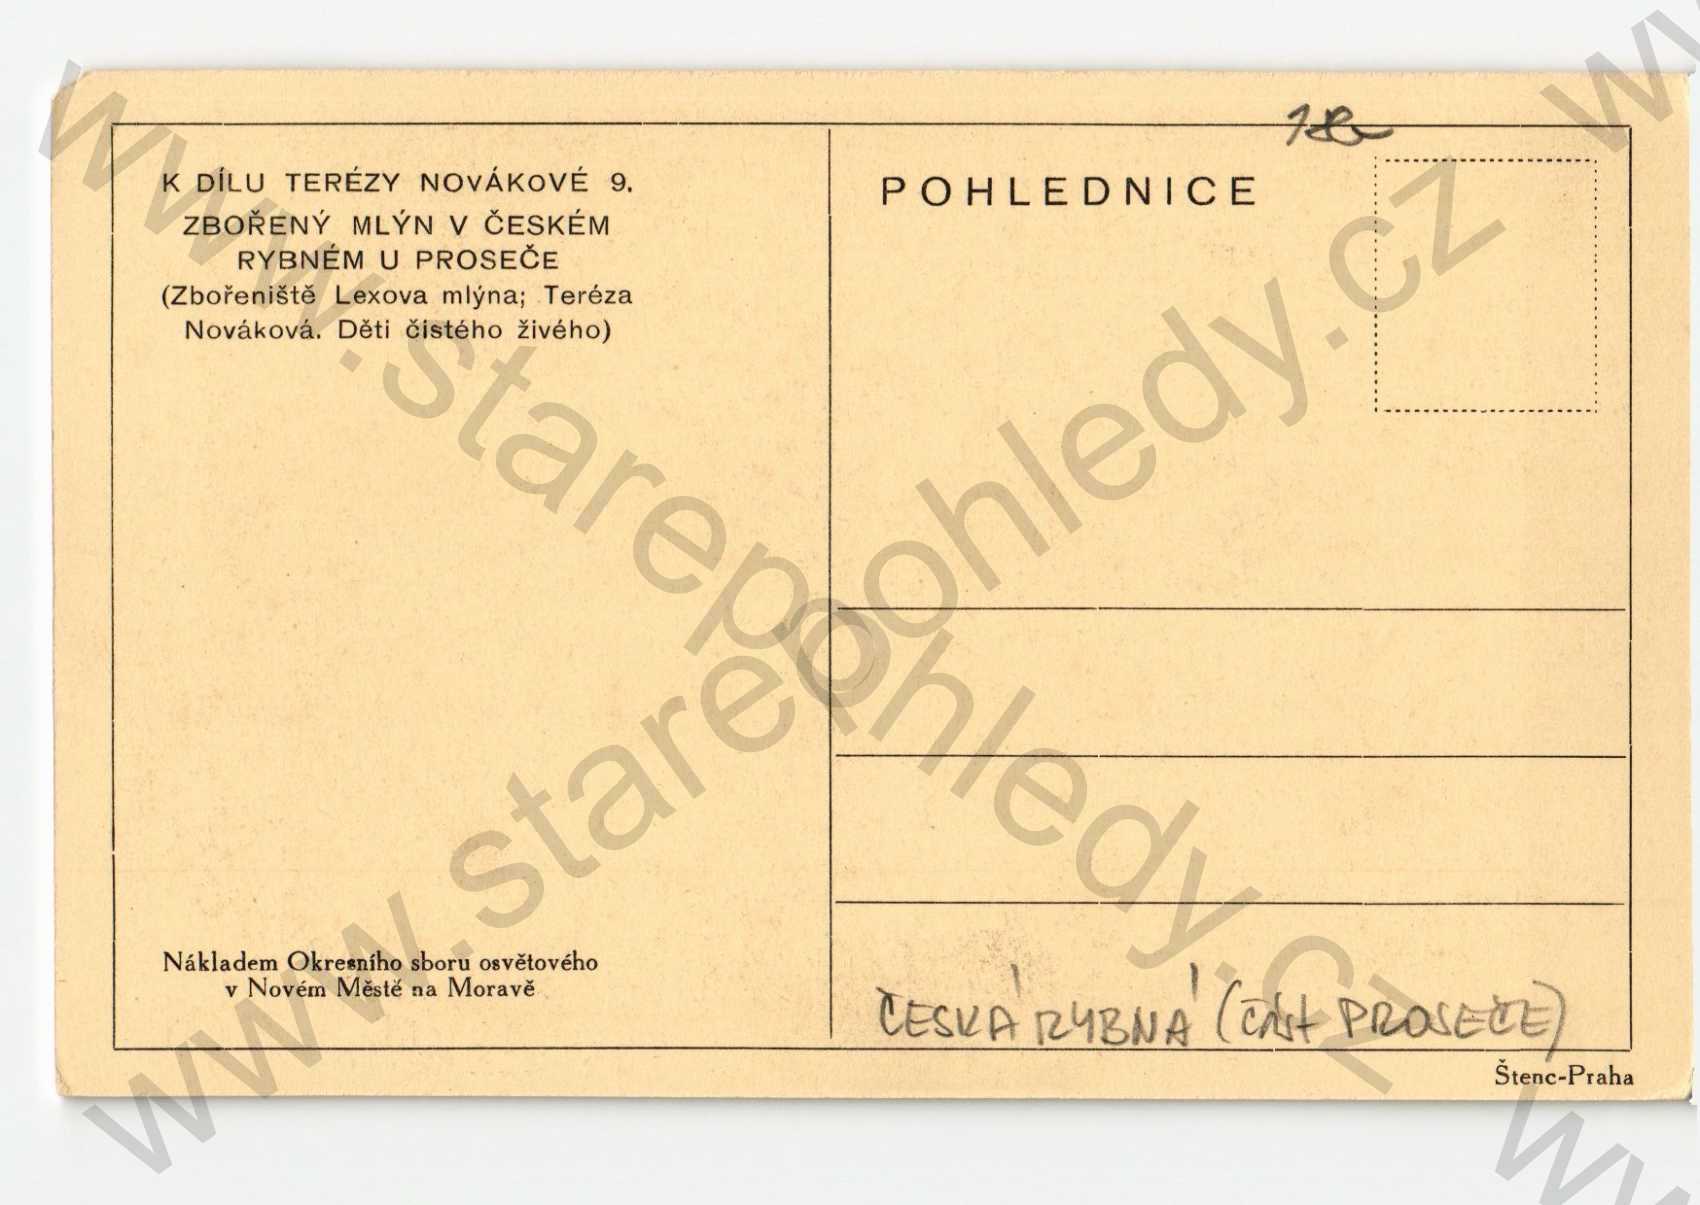 K DÍLU TERÉZY NOVÁKOVÉ 9.
ZBOŘENÝ MLÝN V ČESKÉM
RYBNÉM U PROSEČE
(Zbořeniště Lexova mlýna; Teréza
Nováková. Děti čistého živého)
Nákladem Okresního sboru osvětového
v Novém Městě na Moravě
POHLEDNICE
ČESKÁ RYBNÁ (část PROSEČE)
Štenc-Praha
www.starepohledy.cz
www.starepohledy.cz